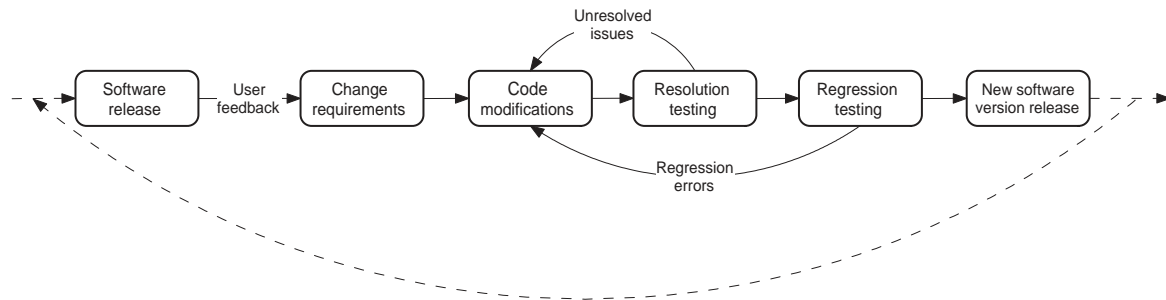 Unresolved
issues
Software
release
User
feedback
Change
requirements
Code
modifications
Resolution
testing
Regression
testing
New software
version release
Regression
errors